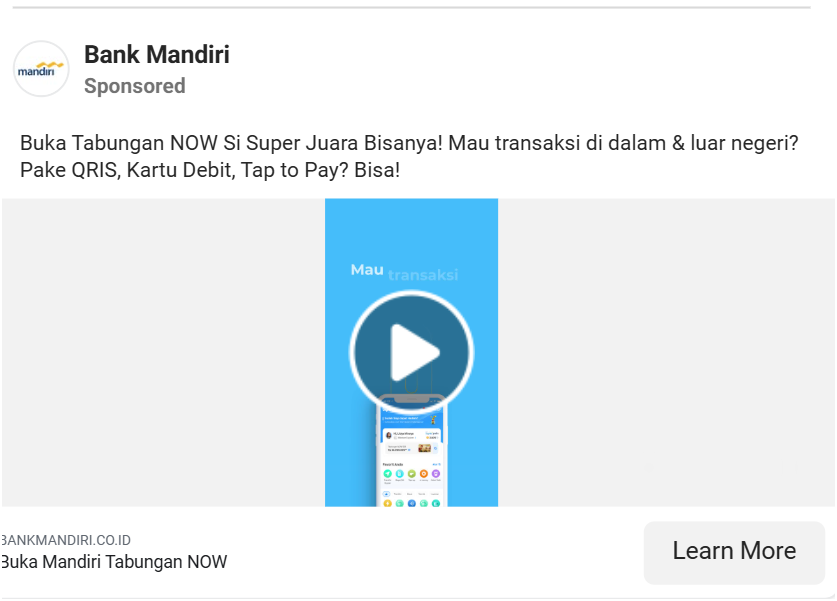 mandiri
Bank Mandiri
Sponsored
Buka Tabungan NOW Si Super Juara Bisanya! Mau transaksi di dalam & luar negeri?
Pake QRIS, Kartu Debit, Tap to Pay? Bisa!
Mau transaksi
BANKMANDIRI.CO.ID
Buka Mandiri Tabungan NOW
Learn More